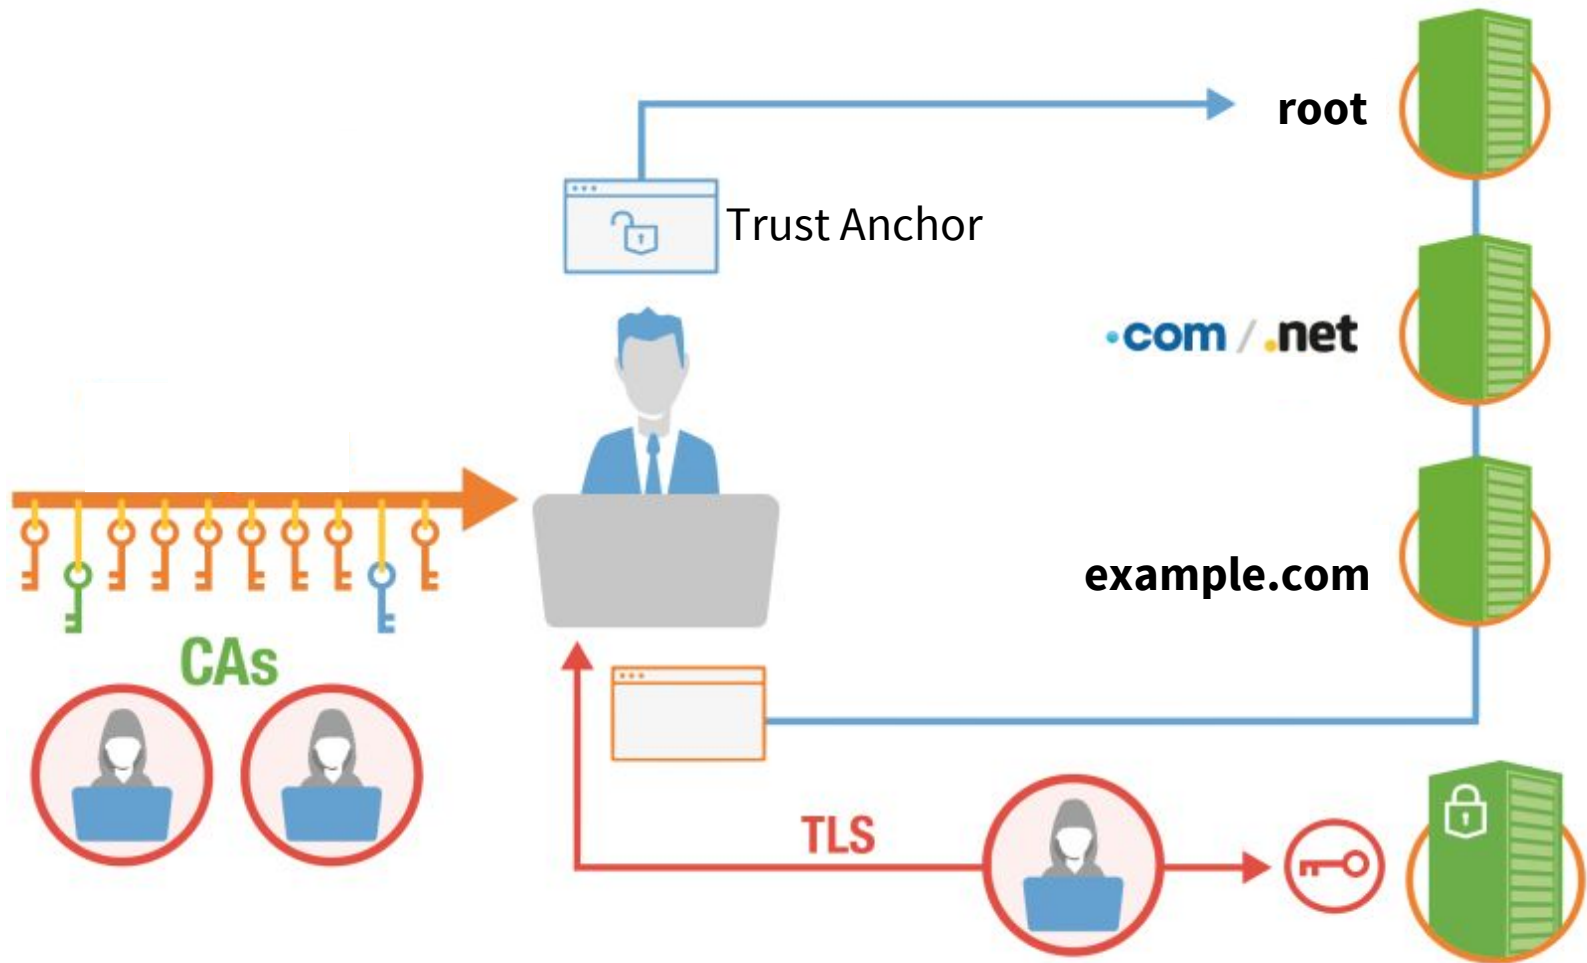 root
Trust Anchor
.com / .net
example.com
CAs
TLS